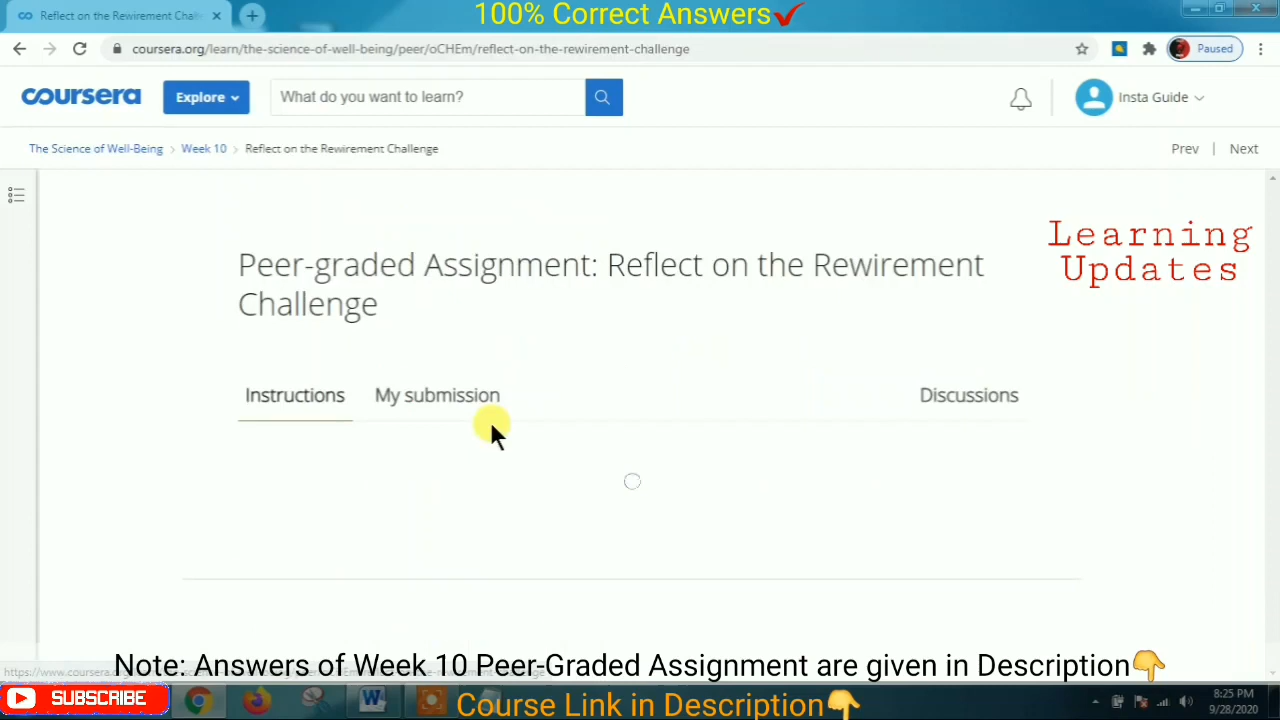 100% Correct Answers✔
Reflect on the Rewirement Chall
coursera.org/learn/the-science-of-well-being/peer/oCHEm/reflect-on-the-rewirement-challenge
Paused
coursera
Explore
What do you want to learn?
Insta Guide
The Science of Well-Being > Week 10 > Reflect on the Rewirement Challenge
Prev | Next
Learning
Updates
Peer-graded Assignment: Reflect on the Rewirement
Challenge
Instructions
My submission
Discussions
Note: Answers of Week 10 Peer-Graded Assignment are given in Description👇
SUBSCRIBE
Course Link in Description👇
8:25 PM
9/28/2020